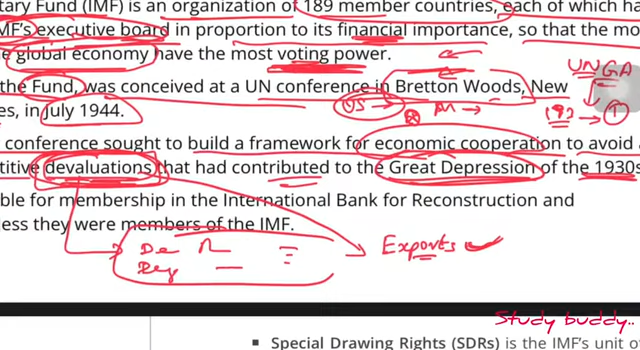 tary Fund (IMF) is an organization of 189 member countries, each of which ha
MF's executive board in proportion to its financial importance, so that the mo
e global economy have the most voting power.
UNGA
the Fund, was conceived at a UN conference in Bretton Woods, New
US
es, in July 1944.
conference sought to build a framework for economic cooperation to avoid
titive devaluations that had contributed to the Great Depression of the 1930s
ble for membership in the International Bank for Reconstruction and
less they were members of the IMF.
De
Exports
Study buddy..
Special Drawing Rights (SDRs) is the IMF's unit o